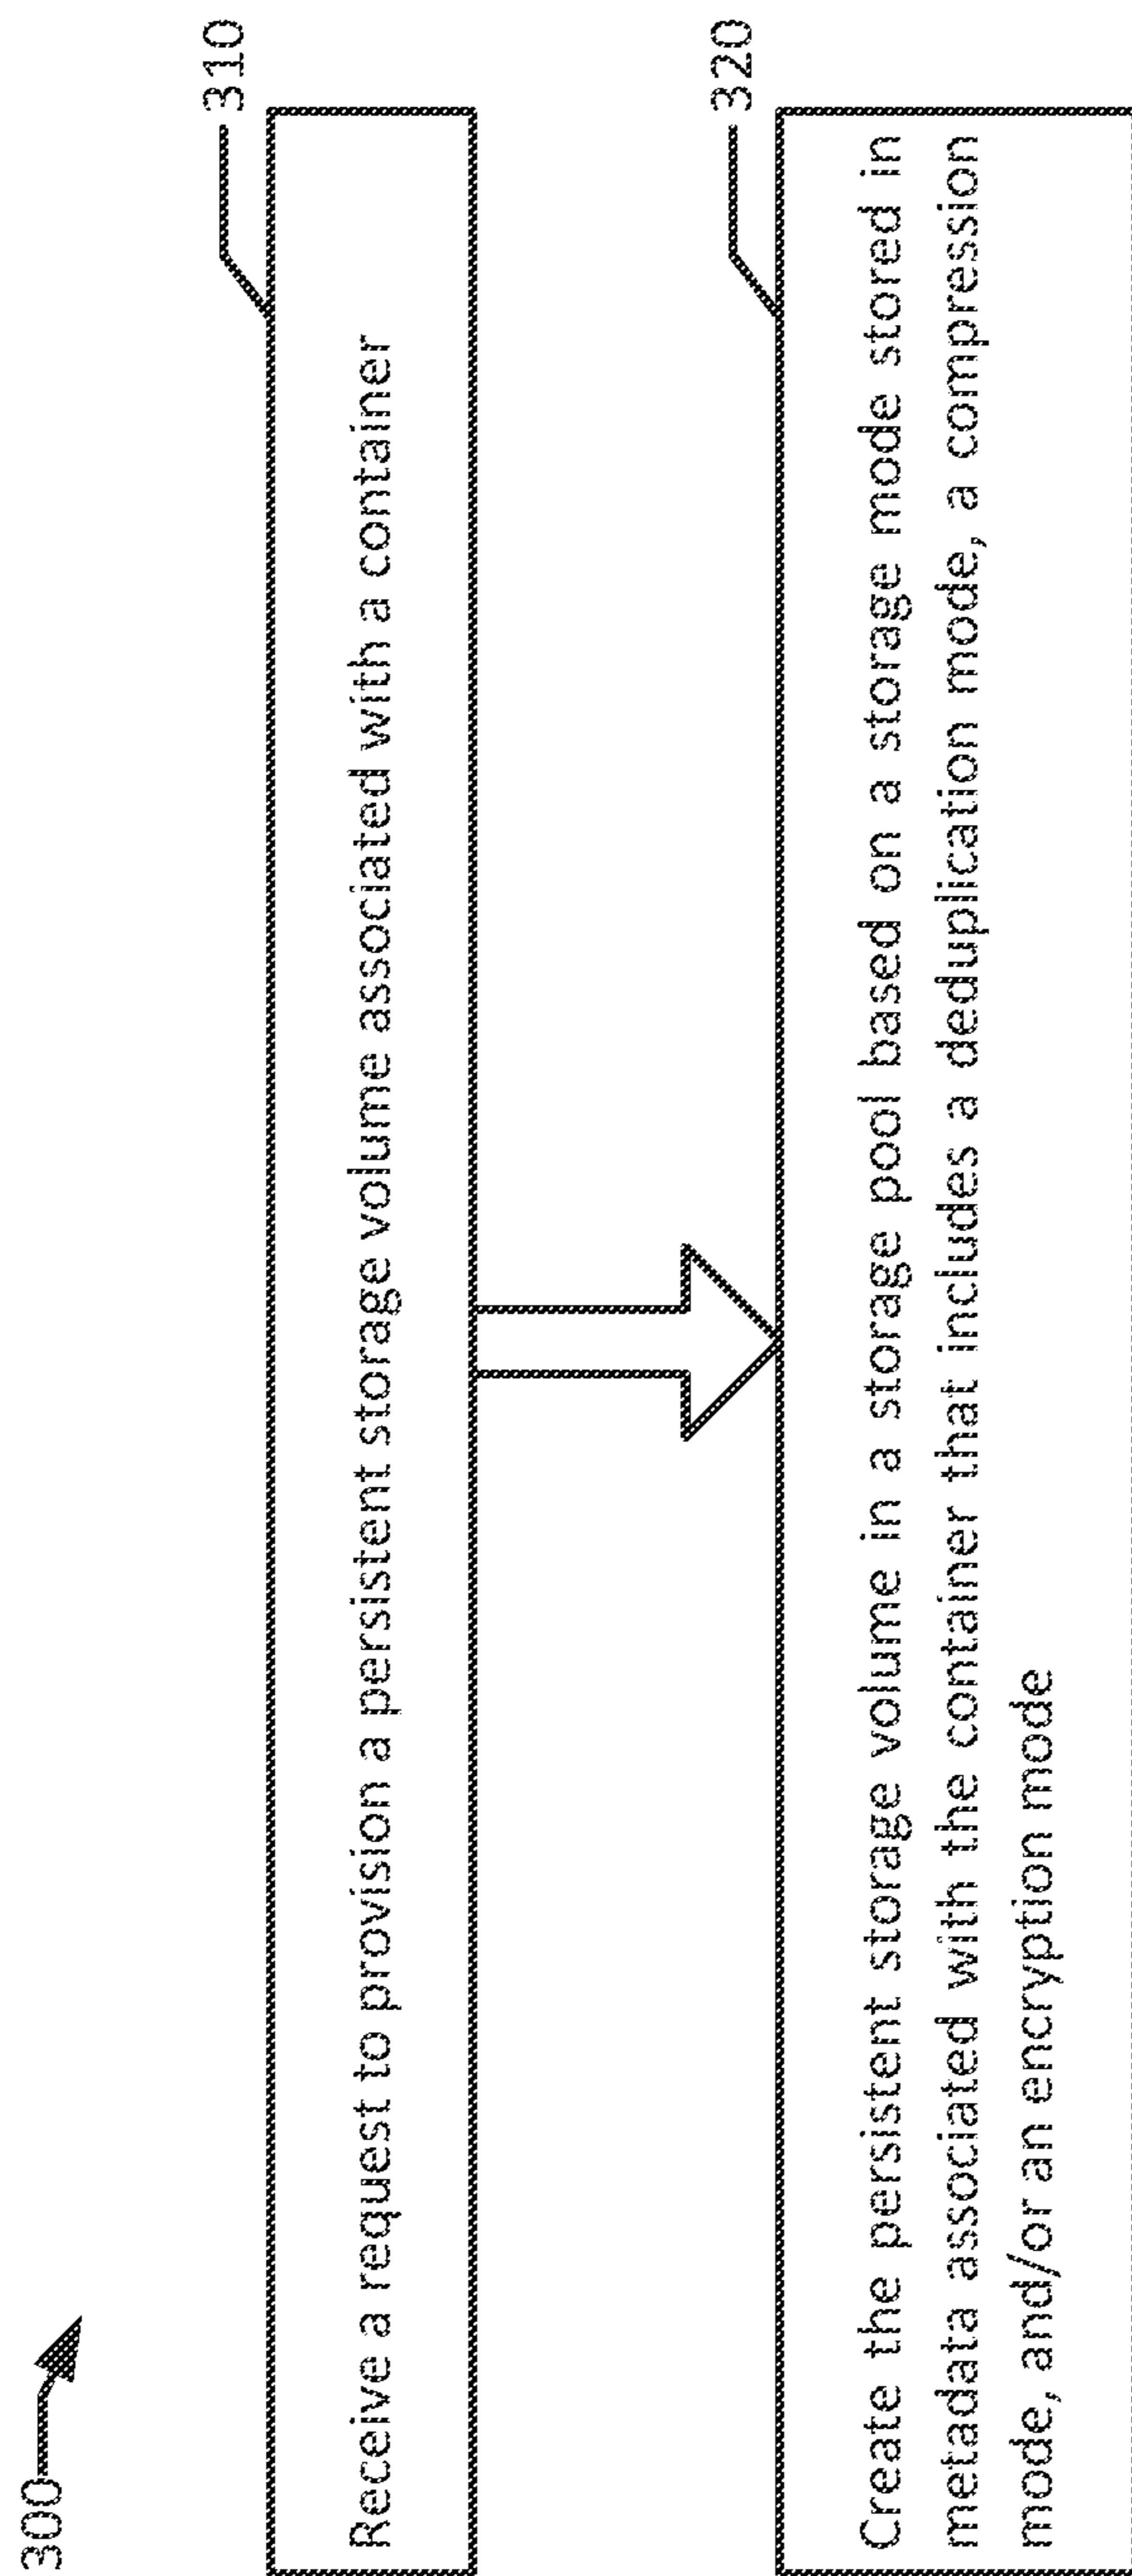 300
310
Receive a request to provision a persistent storage volume associated with a container
320
Create the persistent storage volume in a storage pool based on a storage mode stored in
metadata associated with the container that includes a deduplication mode, a compression
mode, and/or an encryption mode